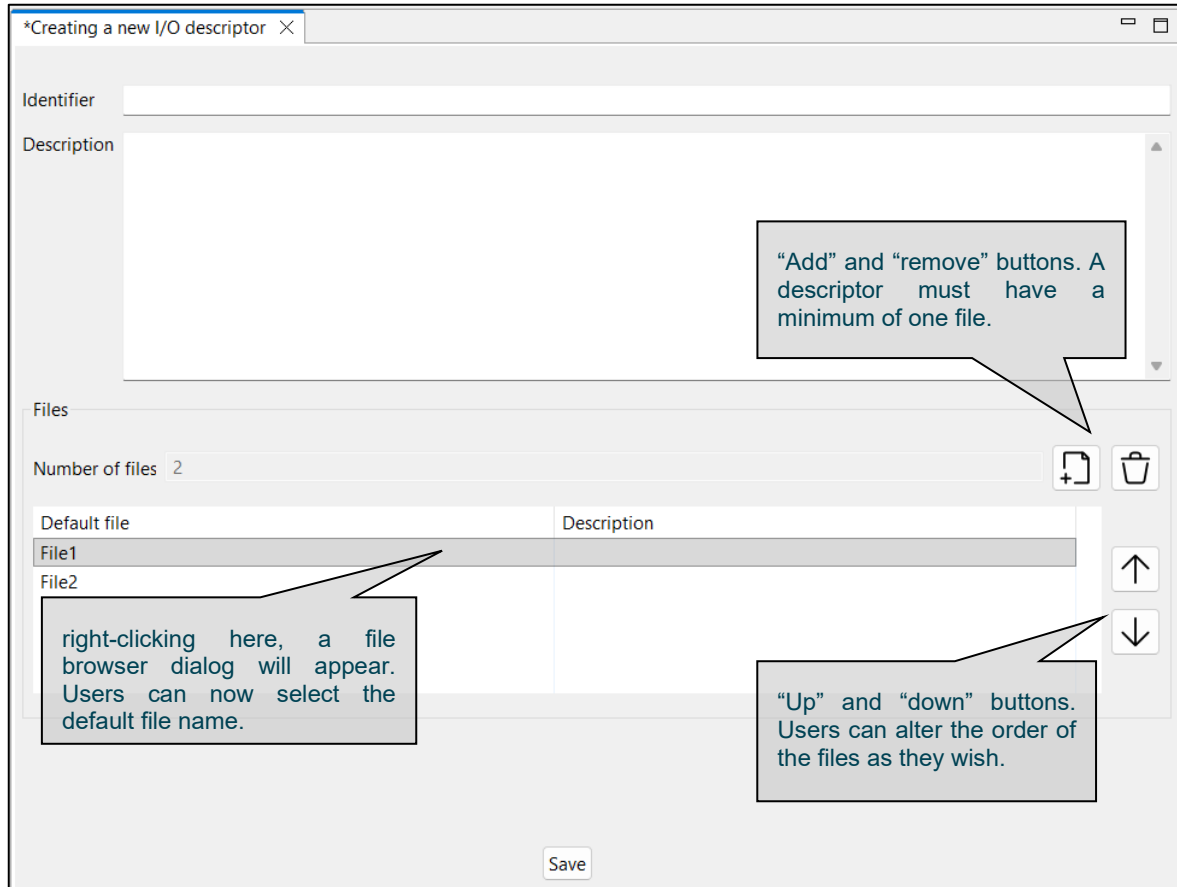 *Creating a new I/O descriptor
Identifier
Description
“Add” and “remove” buttons. A
descriptor must have a
minimum of one file.
Files
Number of files 2
Default file Description
File1
File2
right-clicking here, a file
browser dialog will appear.
Users can now select the
default file name.
“Up” and “down” buttons.
Users can alter the order of
the files as they wish.
Save